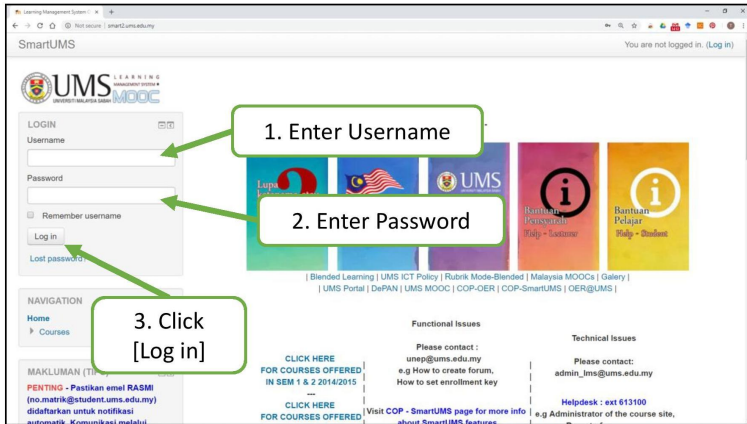 Learning Management System
Not secure | smart2.ums.edu.my
SmartUMS
You are not logged in. (Log in)
UMS LEARNING
MANAGEMENT SYSTEM
UNIVERSITI MALAYSIA SABAH MOOC
LOGIN
Username
Password
Remember username
Log in
Lost password?
1. Enter Username
2. Enter Password
3. Click
[Log in]
Lupa
UMS
Bantuan
Pensyarah
Help - Lecturer
Bantuan
Pelajar
Help - Student
| Blended Learning | UMS ICT Policy | Rubrik Mode-Blended | Malaysia MOOCs | Galery |
| UMS Portal | DePAN | UMS MOOC | COP-OER | COP-SmartUMS | OER@UMS |
NAVIGATION
Home
Courses
MAKLUMAN
PENTING - Pastikan emel RASMI
(no.matrik@student.ums.edu.my)
didaftarkan untuk notifikasi
automatik. Komunikasi melalui
CLICK HERE
FOR COURSES OFFERED
IN SEM 1 & 2 2014/2015
---
CLICK HERE
FOR COURSES OFFERED
Functional Issues
Please contact :
unep@ums.edu.my
e.g How to create forum,
How to set enrollment key
Visit COP - SmartUMS page for more info
about SmartUMS features
Technical Issues
Please contact:
admin_lms@ums.edu.my
Helpdesk : ext 613100
e.g Administrator of the course site,